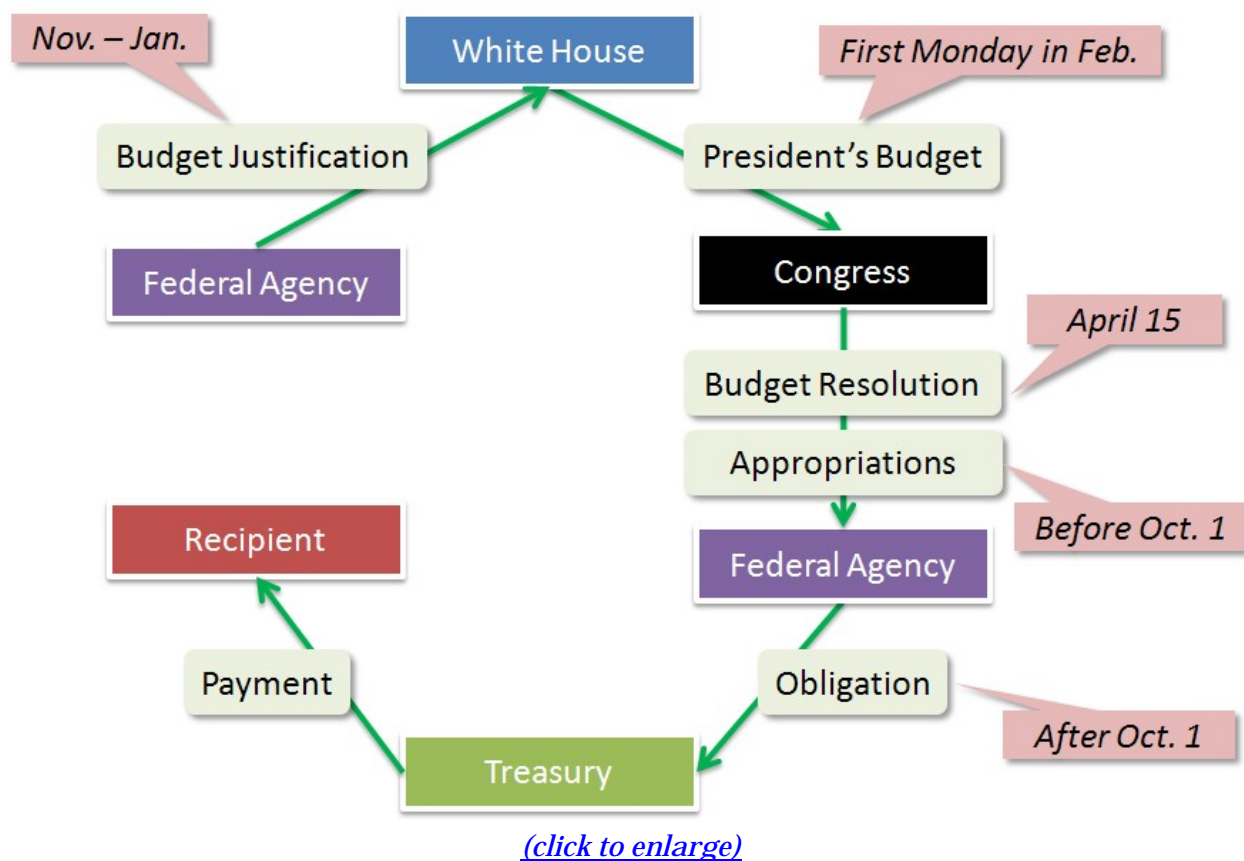 Nov. – Jan.
White House
First Monday in Feb.
Budget Justification
President’s Budget
Federal Agency
Congress
April 15
Budget Resolution
Appropriations
Before Oct. 1
Recipient
Federal Agency
Payment
Obligation
After Oct. 1
Treasury
(click to enlarge)